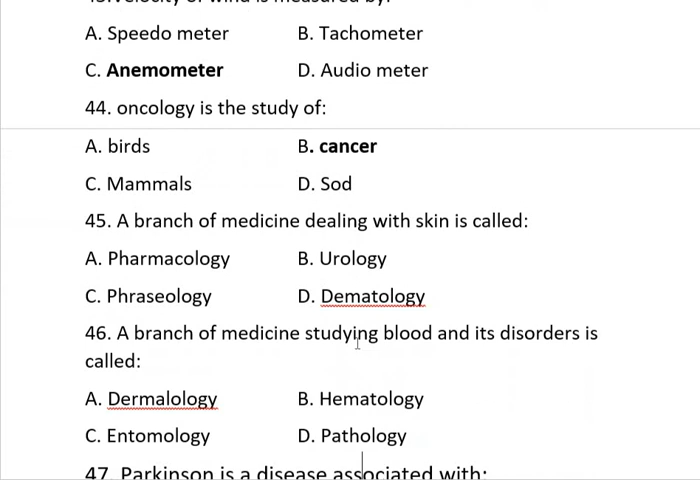 A. Speedo meter B. Tachometer
C. Anemometer D. Audio meter
44. oncology is the study of:
A. birds B. cancer
C. Mammals D. Sod
45. A branch of medicine dealing with skin is called:
A. Pharmacology B. Urology
C. Phraseology D. Dematology
46. A branch of medicine studying blood and its disorders is
called:
A. Dermalology B. Hematology
C. Entomology D. Pathology
47. Parkinson is a disease associated with: